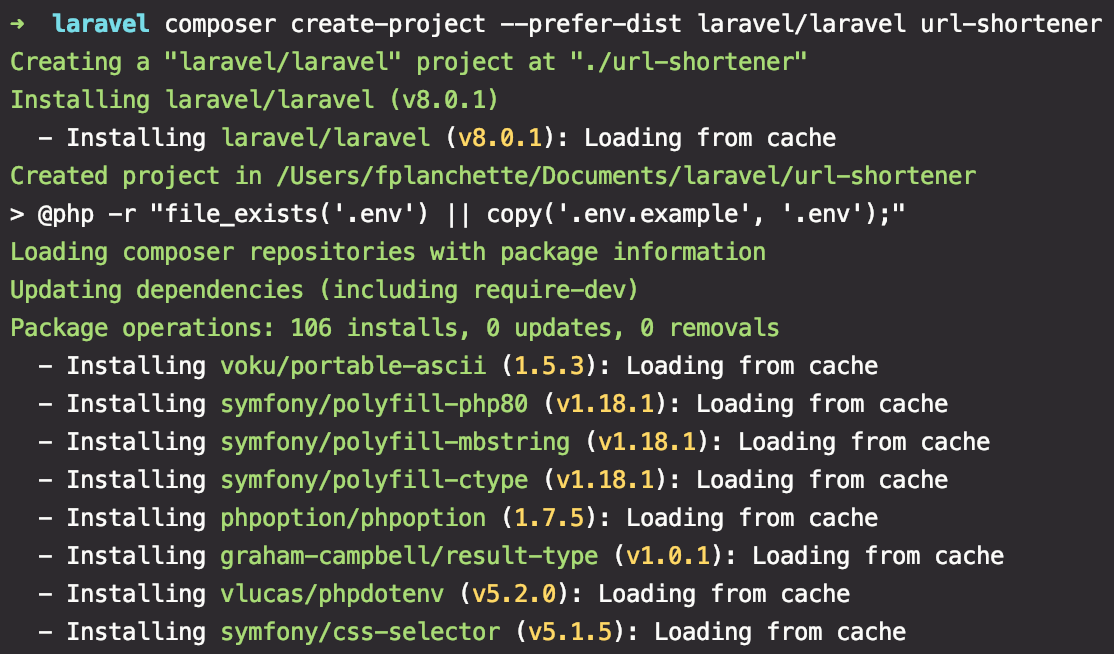 ➜  laravel composer create-project --prefer-dist laravel/laravel url-shortener
Creating a "laravel/laravel" project at "./url-shortener"
Installing laravel/laravel (v8.0.1)
  - Installing laravel/laravel (v8.0.1): Loading from cache
Created project in /Users/fplanchette/Documents/laravel/url-shortener
> @php -r "file_exists('.env') || copy('.env.example', '.env');"
Loading composer repositories with package information
Updating dependencies (including require-dev)
Package operations: 106 installs, 0 updates, 0 removals
  - Installing voku/portable-ascii (1.5.3): Loading from cache
  - Installing symfony/polyfill-php80 (v1.18.1): Loading from cache
  - Installing symfony/polyfill-mbstring (v1.18.1): Loading from cache
  - Installing symfony/polyfill-ctype (v1.18.1): Loading from cache
  - Installing phpoption/phpoption (1.7.5): Loading from cache
  - Installing graham-campbell/result-type (v1.0.1): Loading from cache
  - Installing vlucas/phpdotenv (v5.2.0): Loading from cache
  - Installing symfony/css-selector (v5.1.5): Loading from cache